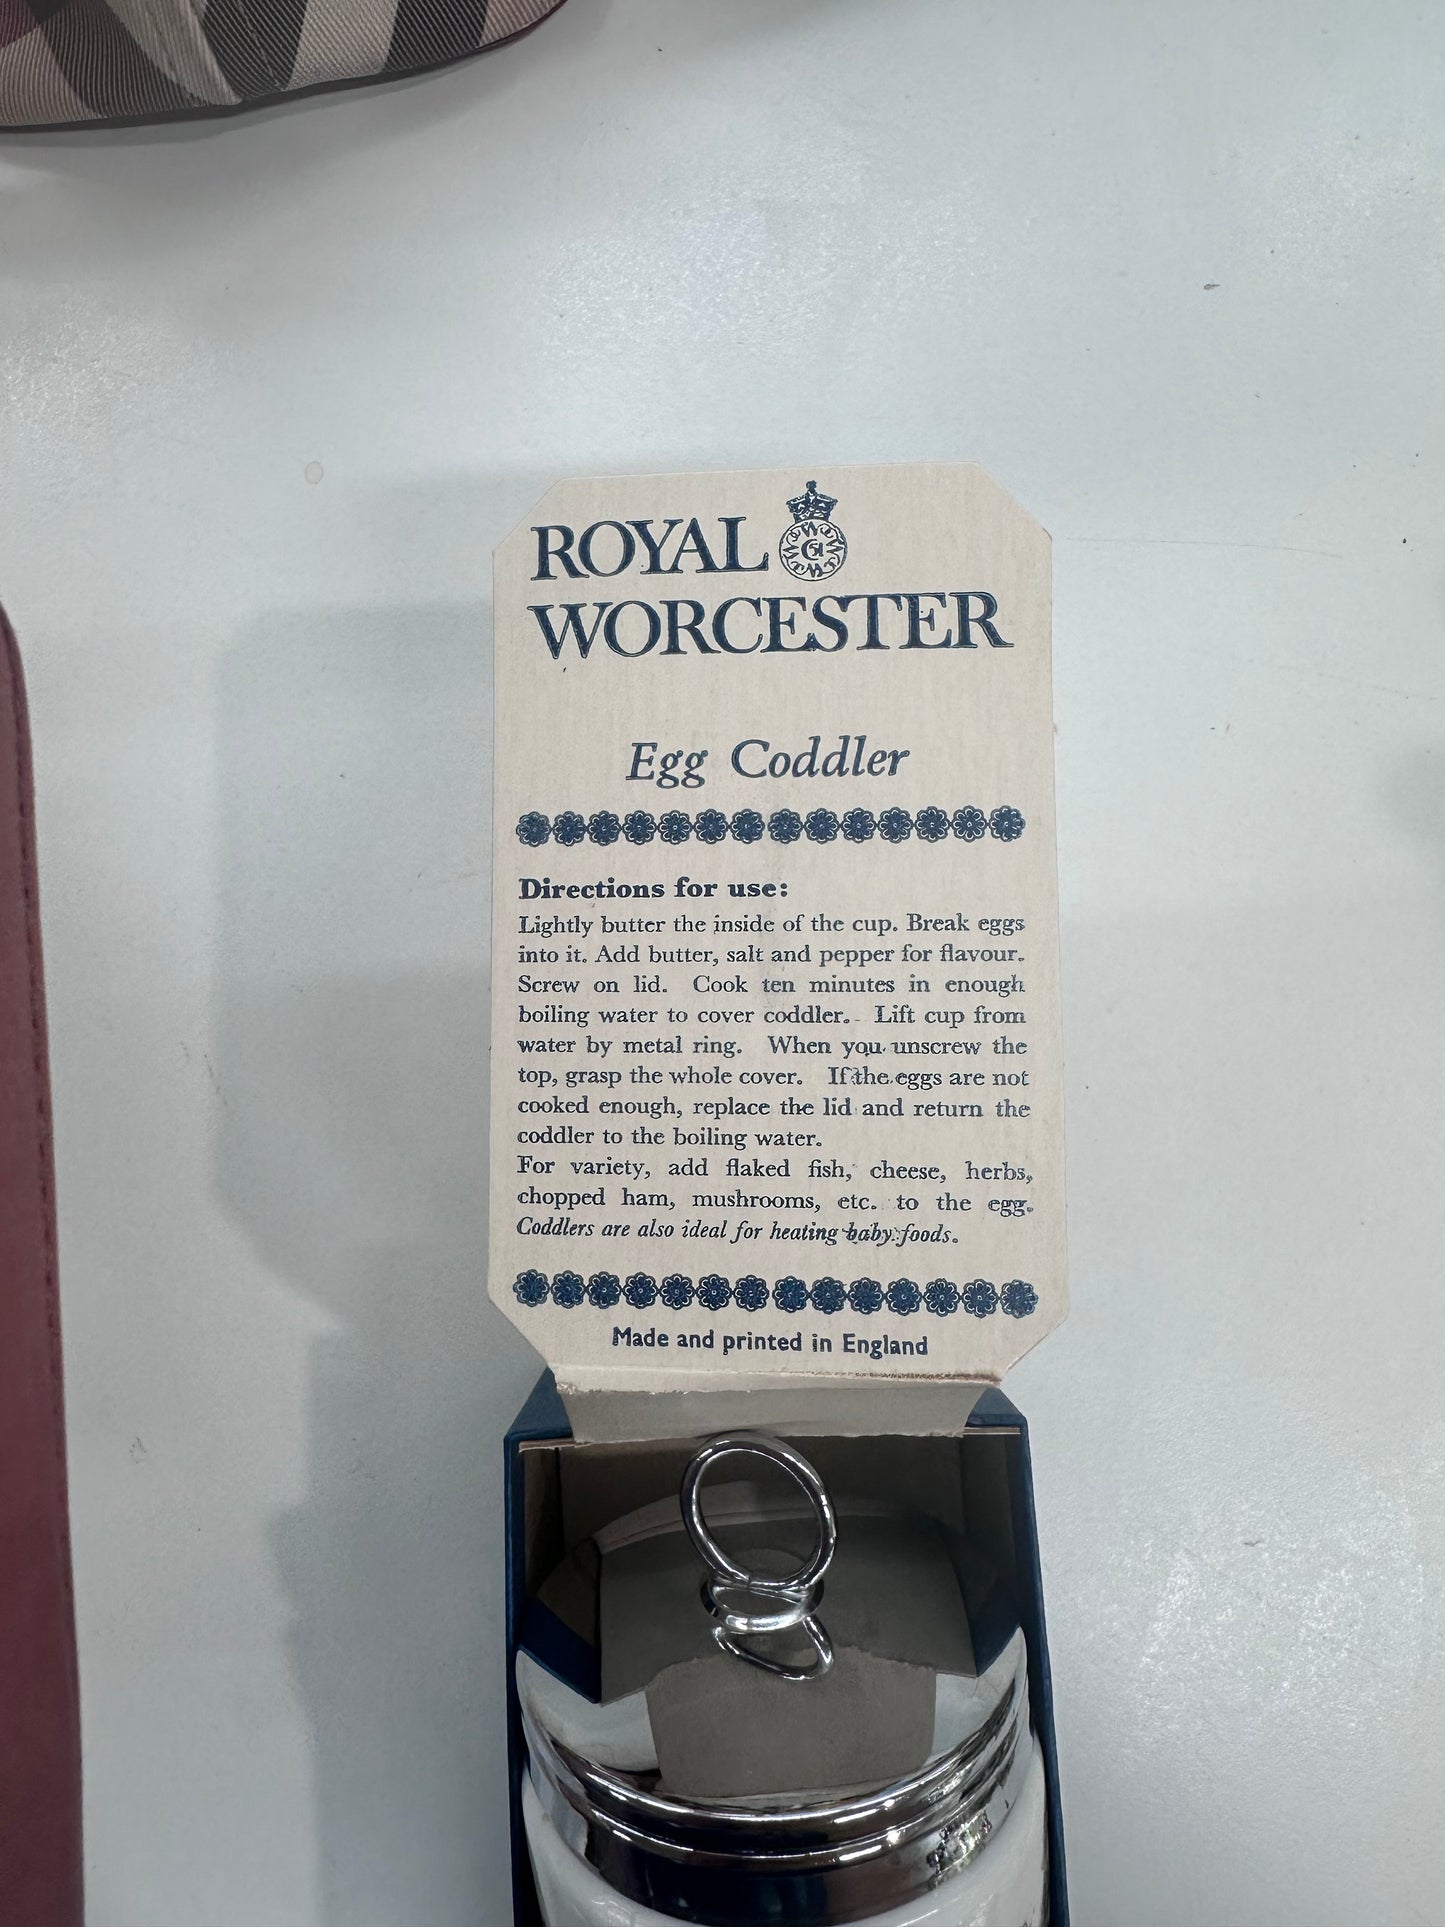 ROYAL
WORCESTER
Egg Coddler
Directions for use:
Lightly butter the inside of the cup. Break eggs
into it. Add butter, salt and pepper for flavour.
Screw on lid. Cook ten minutes in enough
boiling water to cover coddler. Lift cup from
water by metal ring. When you unscrew the
top, grasp the whole cover. If the eggs are not
cooked enough, replace the lid and return the
coddler to the boiling water.
For variety, add flaked fish, cheese, herbs,
chopped ham, mushrooms, etc. to the egg.
Coddlers are also ideal for heating baby foods.
Made and printed in England